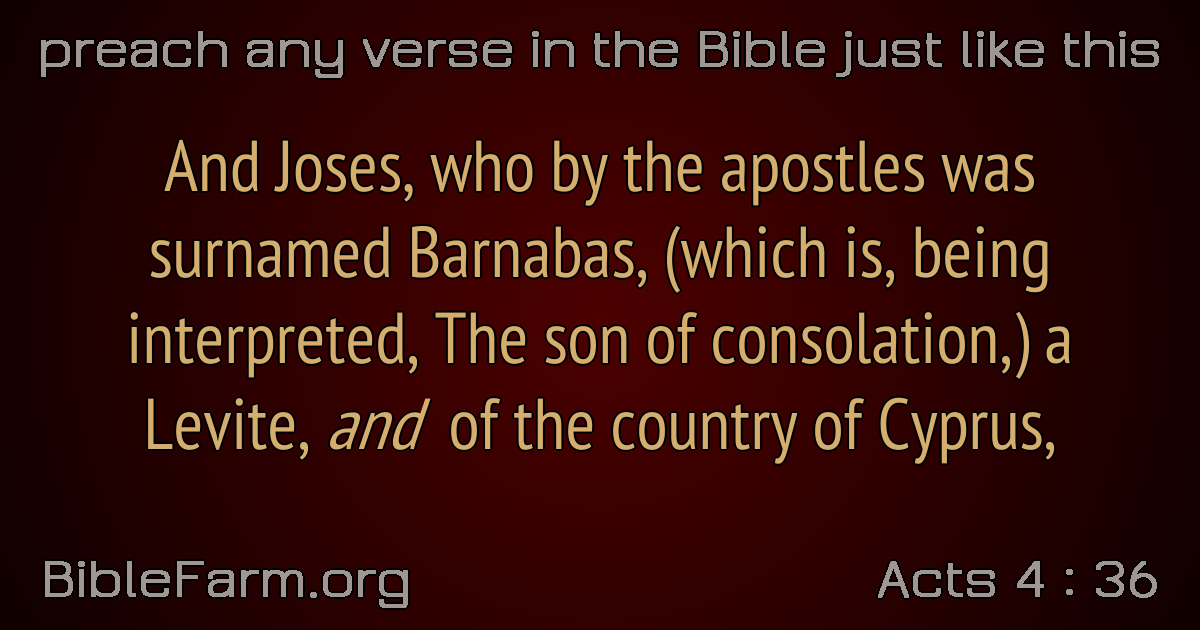 preach any verse in the Bible just like this
And Joses, who by the apostles was
surnamed Barnabas, (which is, being
interpreted, The son of consolation,) a
Levite, and of the country of Cyprus,
BibleFarm.org
Acts 4 : 36